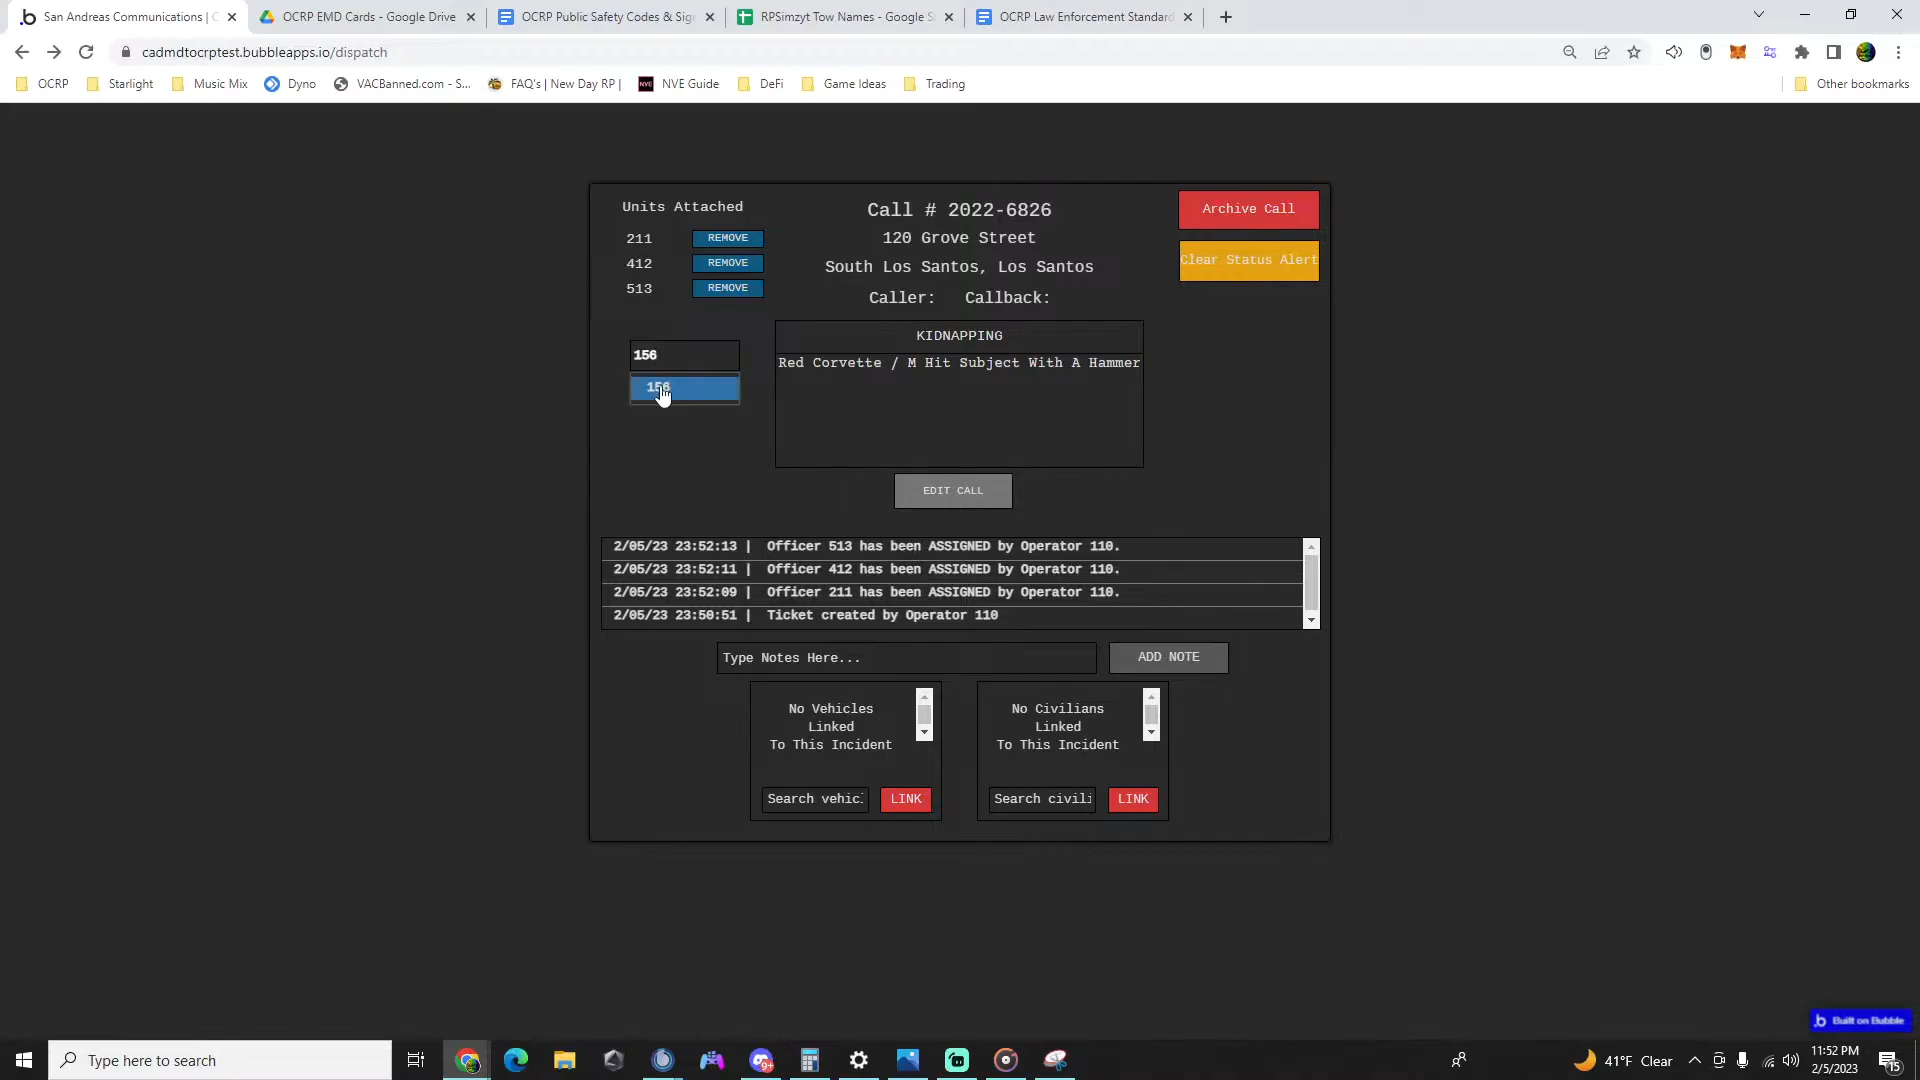 San Andreas Communications | C
OCRP EMD Cards - Google Drive
OCRP Public Safety Codes & Sig
RPSimzyt Tow Names - Google S
OCRP Law Enforcement Standard
cadmdtocrptest.bubbleapps.io/dispatch
OCRP
Starlight
Music Mix
Dyno
VACBanned.com - S...
FAQ's | New Day RP |
NVE
NVE Guide
DeFi
Game Ideas
Trading
Other bookmarks
Units Attached
211 REMOVE
412 REMOVE
513 REMOVE
156
156
Call # 2022-6826
120 Grove Street
South Los Santos, Los Santos
Caller: Callback:
Archive Call
Clear Status Alert
KIDNAPPING
Red Corvette / M Hit Subject With A Hammer
EDIT CALL
2/05/23 23:52:13 | Officer 513 has been ASSIGNED by Operator 110.
2/05/23 23:52:11 | Officer 412 has been ASSIGNED by Operator 110.
2/05/23 23:52:09 | Officer 211 has been ASSIGNED by Operator 110.
2/05/23 23:50:51 | Ticket created by Operator 110
Type Notes Here...
ADD NOTE
No Vehicles
Linked
To This Incident
Search vehic
LINK
No Civilians
Linked
To This Incident
Search civili
LINK
b Built on Bubble
Type here to search
9+
41°F Clear
11:52 PM
2/5/2023
15